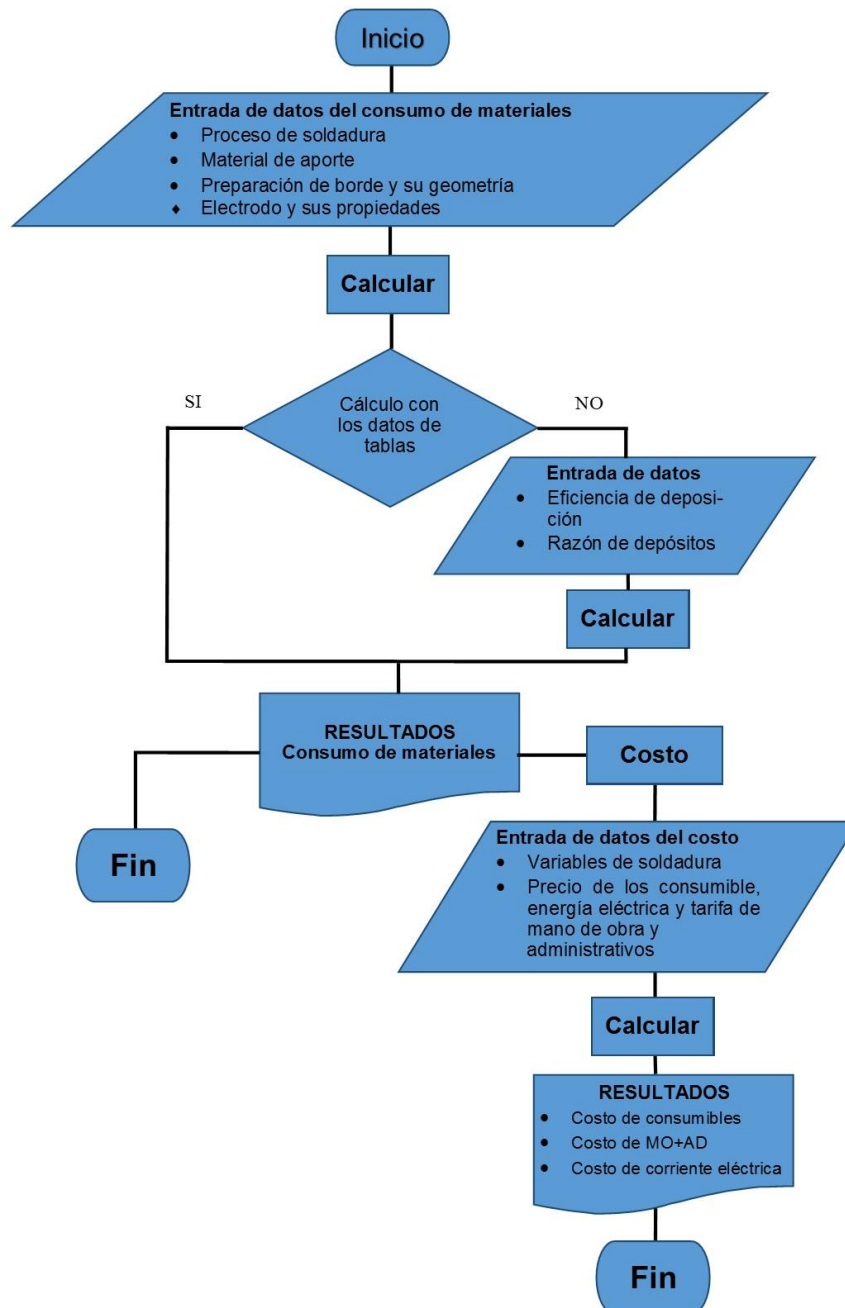 Inicio
Entrada de datos del consumo de materiales
• Proceso de soldadura
• Material de aporte
• Preparación de borde y su geometría
♦ Electrodo y sus propiedades
Calcular
SI
Cálculo con
los datos de
tablas
NO
Entrada de datos
• Eficiencia de deposi-
ción
• Razón de depósitos
Calcular
RESULTADOS
Consumo de materiales
Costo
Fin
Entrada de datos del costo
• Variables de soldadura
• Precio de los consumible,
energía eléctrica y tarifa de
mano de obra y
administrativos
Calcular
RESULTADOS
• Costo de consumibles
• Costo de MO+AD
• Costo de corriente eléctrica
Fin